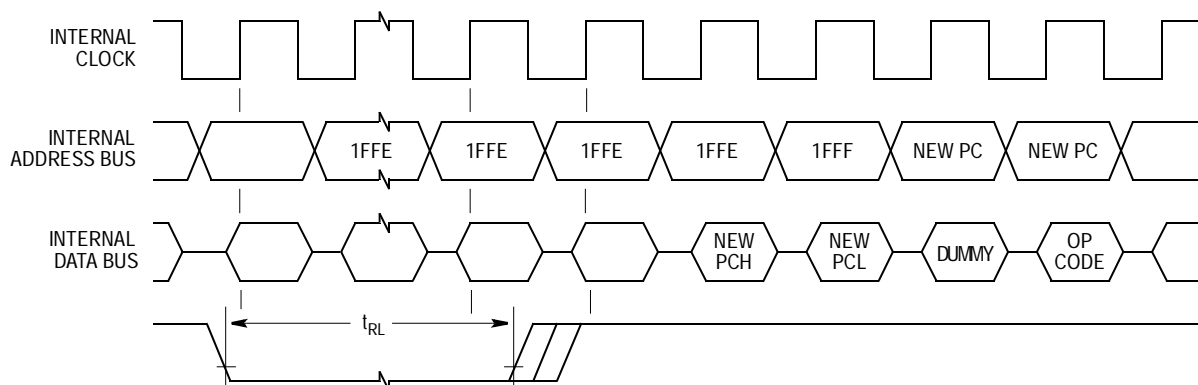 INTERNAL
CLOCK
INTERNAL
ADDRESS BUS
1FFE
1FFE
1FFE
1FFE
1FFF
NEW PC
NEW PC
INTERNAL
DATA BUS
NEW
PCH
NEW
PCL
DUMMY
OP
CODE
tRL